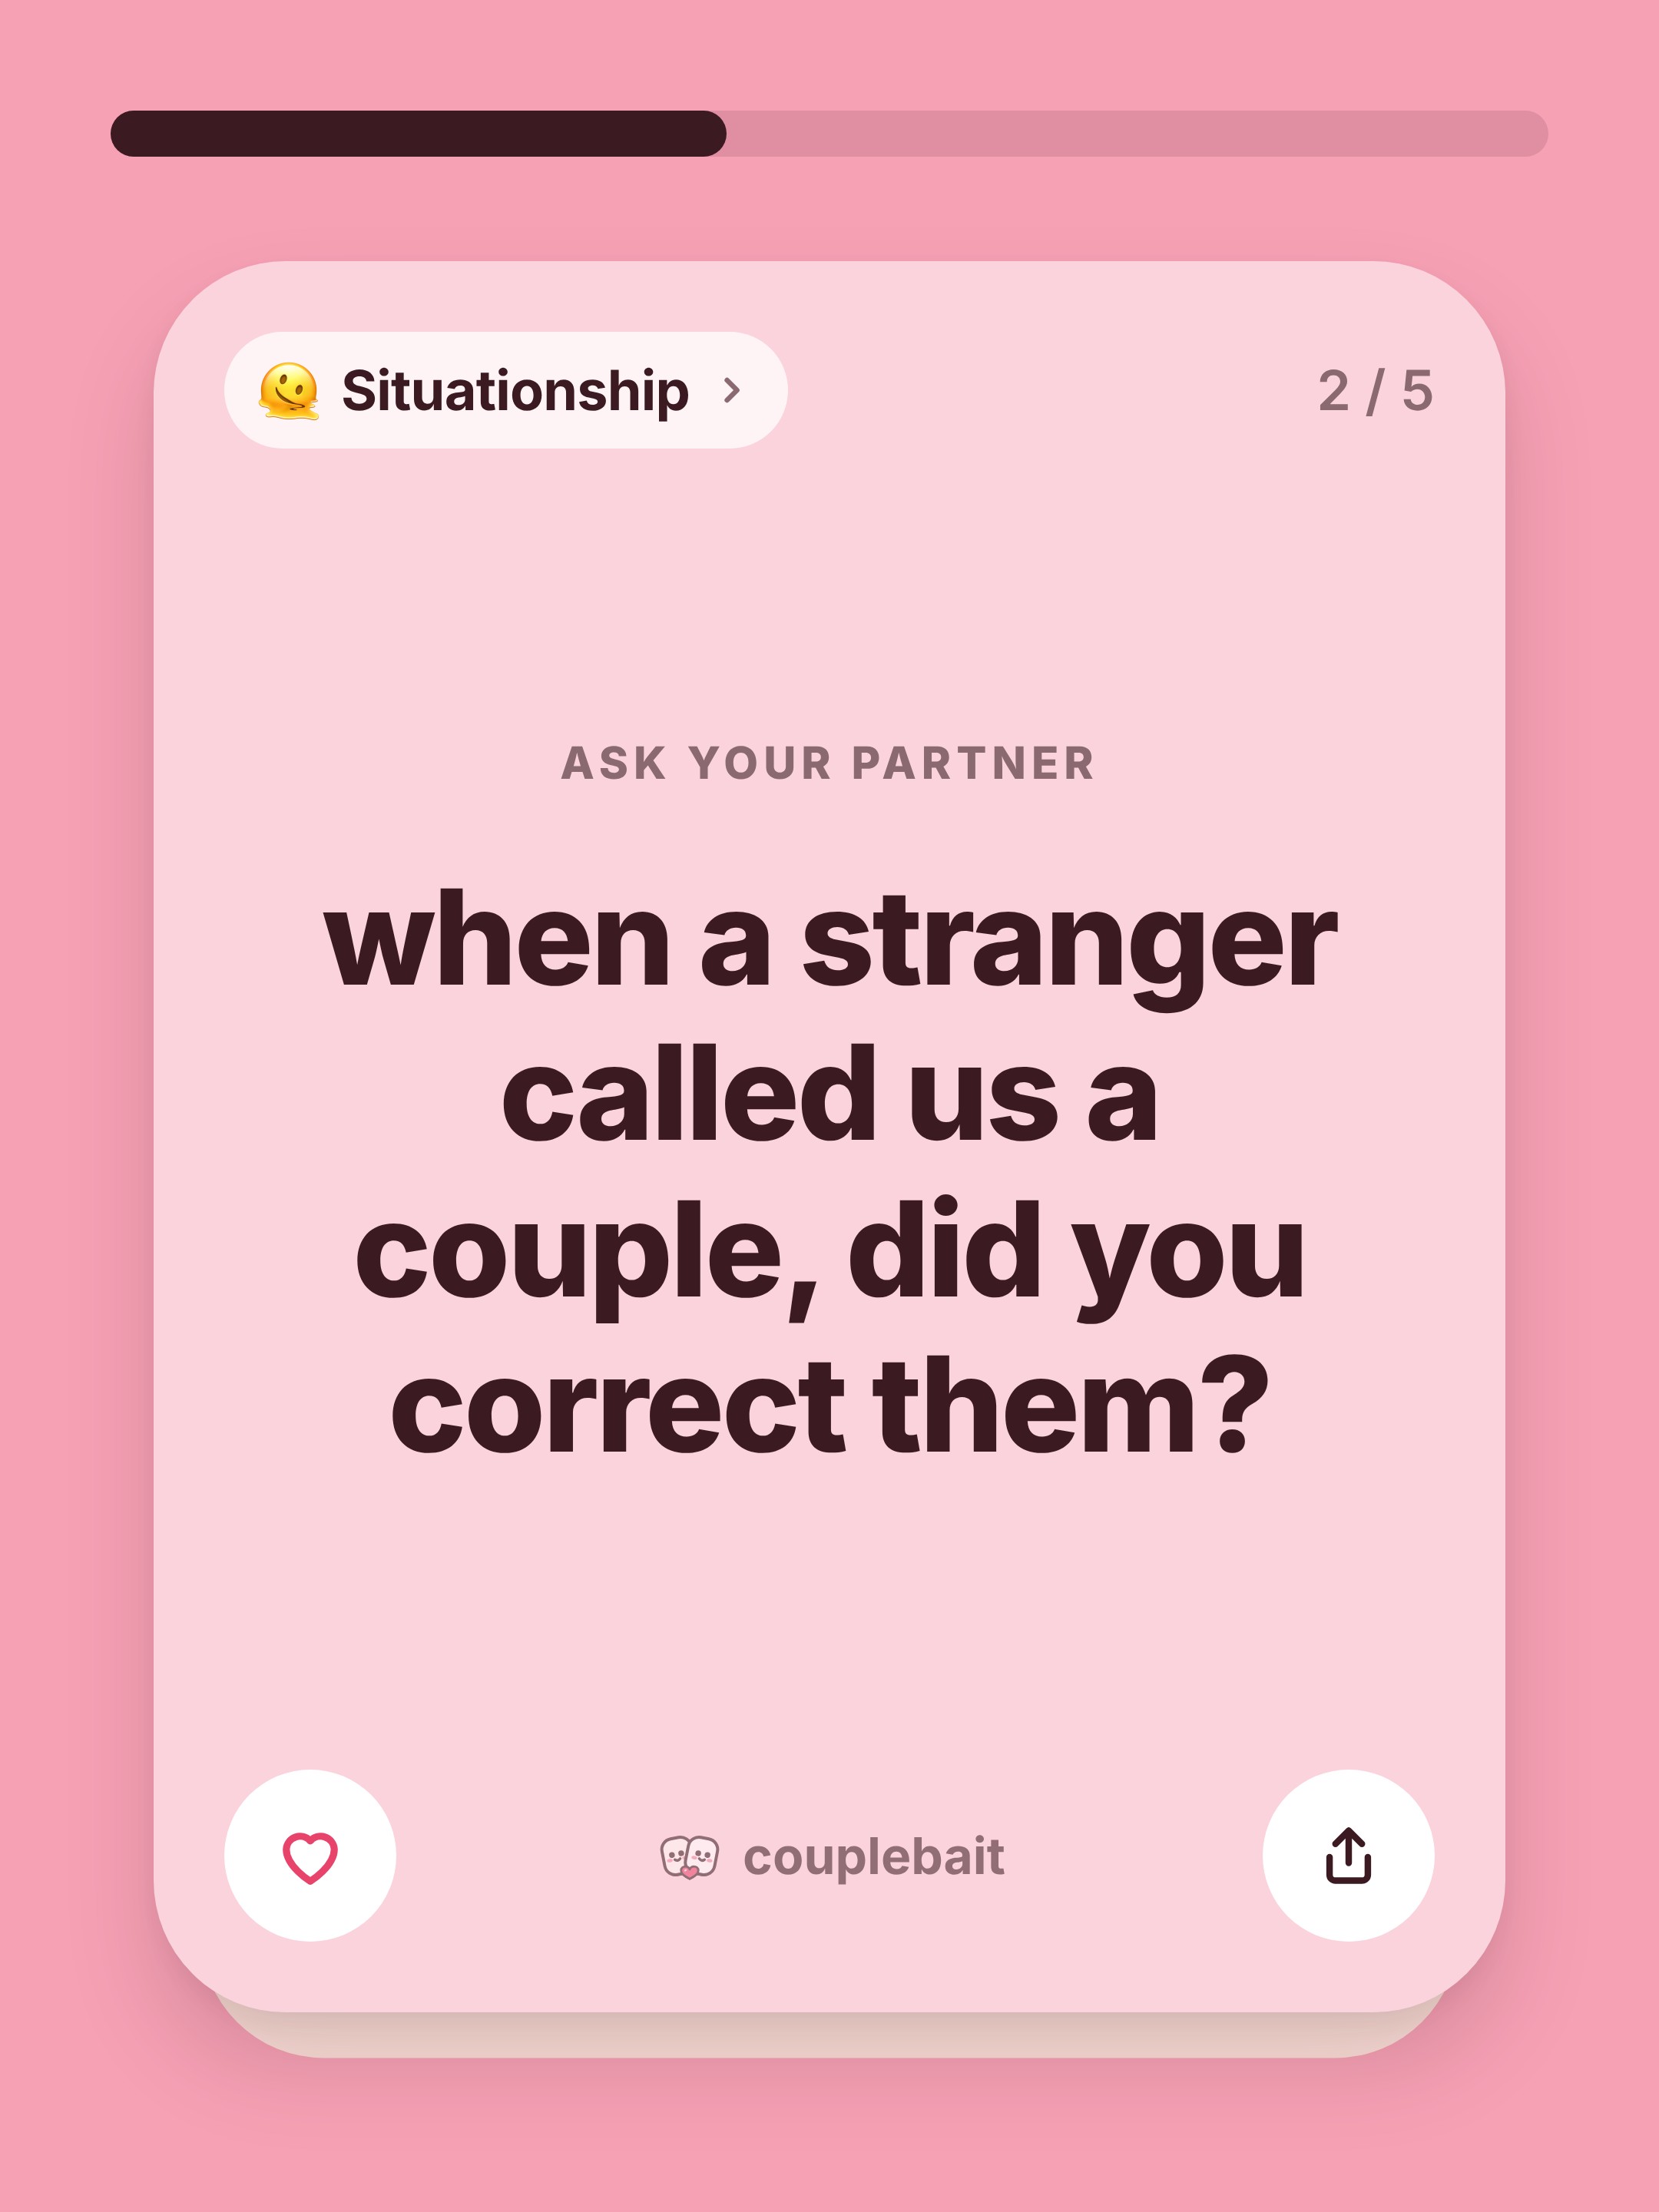 Situationship
2 / 5
ASK YOUR PARTNER
when a stranger
called us a
couple, did you
correct them?
couplebait